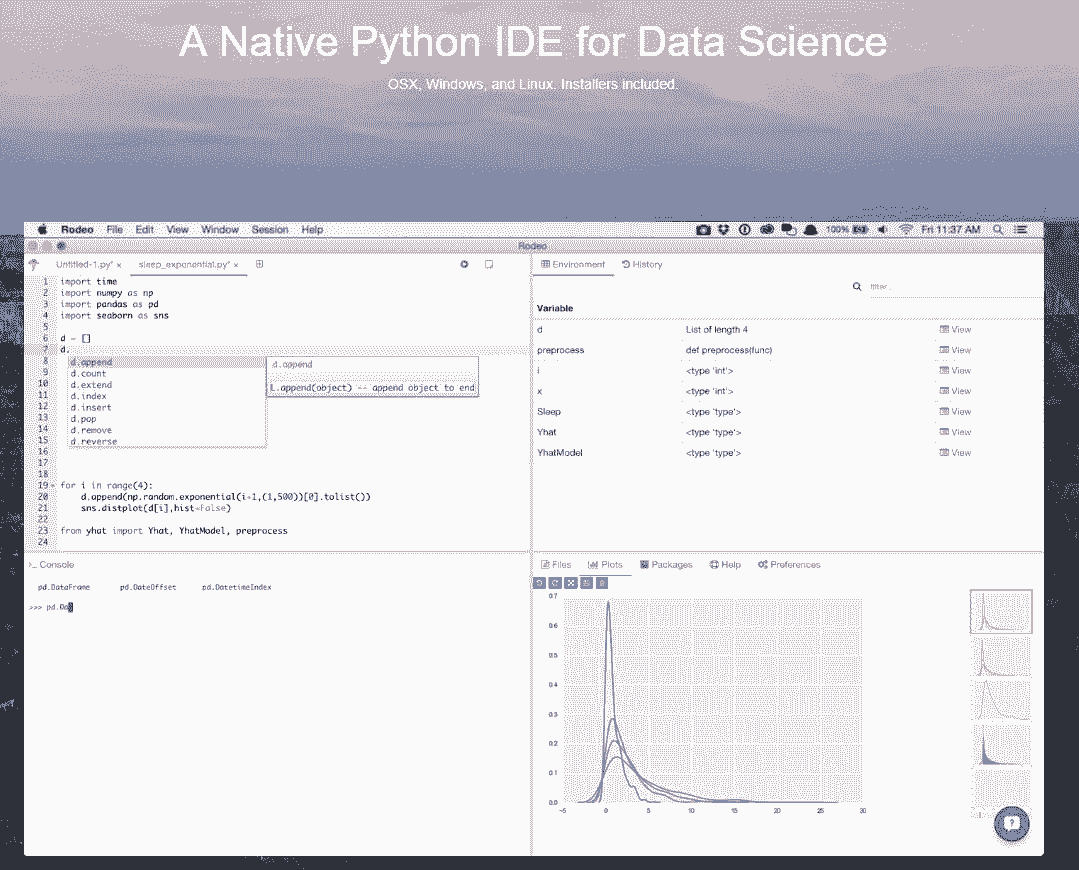 A Native Python IDE for Data Science
OSX, Windows, and Linux. Installers included.
Rodeo File Edit View Window Session Help
100%
Fri 11:37 AM
Rodeo
Untitled-1.py* ×
sleep_exponential.py* ×
1 import time
2 import numpy as np
3 import pandas as pd
4 import seaborn as sns
5
6 d = []
7 d.
8 d.append
9 d.count
10 d.extend
11 d.index
12 d.insert
13 d.pop
14 d.remove
15 d.reverse
d.append
L.append(object) -- append object to end
16
17
18
19 for i in range(4):
20 d.append(np.random.exponential(i+1,(1,500))[0].tolist())
21 sns.distplot(d[i],hist=False)
22
23 from yhat import Yhat, YhatModel, preprocess
24
Environment History
filter
Variable
d List of length 4 View
preprocess def preprocess(func) View
i <type 'int'> View
x <type 'int'> View
Sleep <type 'type'> View
Yhat <type 'type'> View
YhatModel <type 'type'> View
>_ Console
pd.DataFrame pd.DateOffset pd.DatetimeIndex
>>> pd.Da
Files Plots Packages Help Preferences
0.7
0.6
0.5
0.4
0.3
0.2
0.1
0.0
-5 0 5 10 15 20 25 30
?